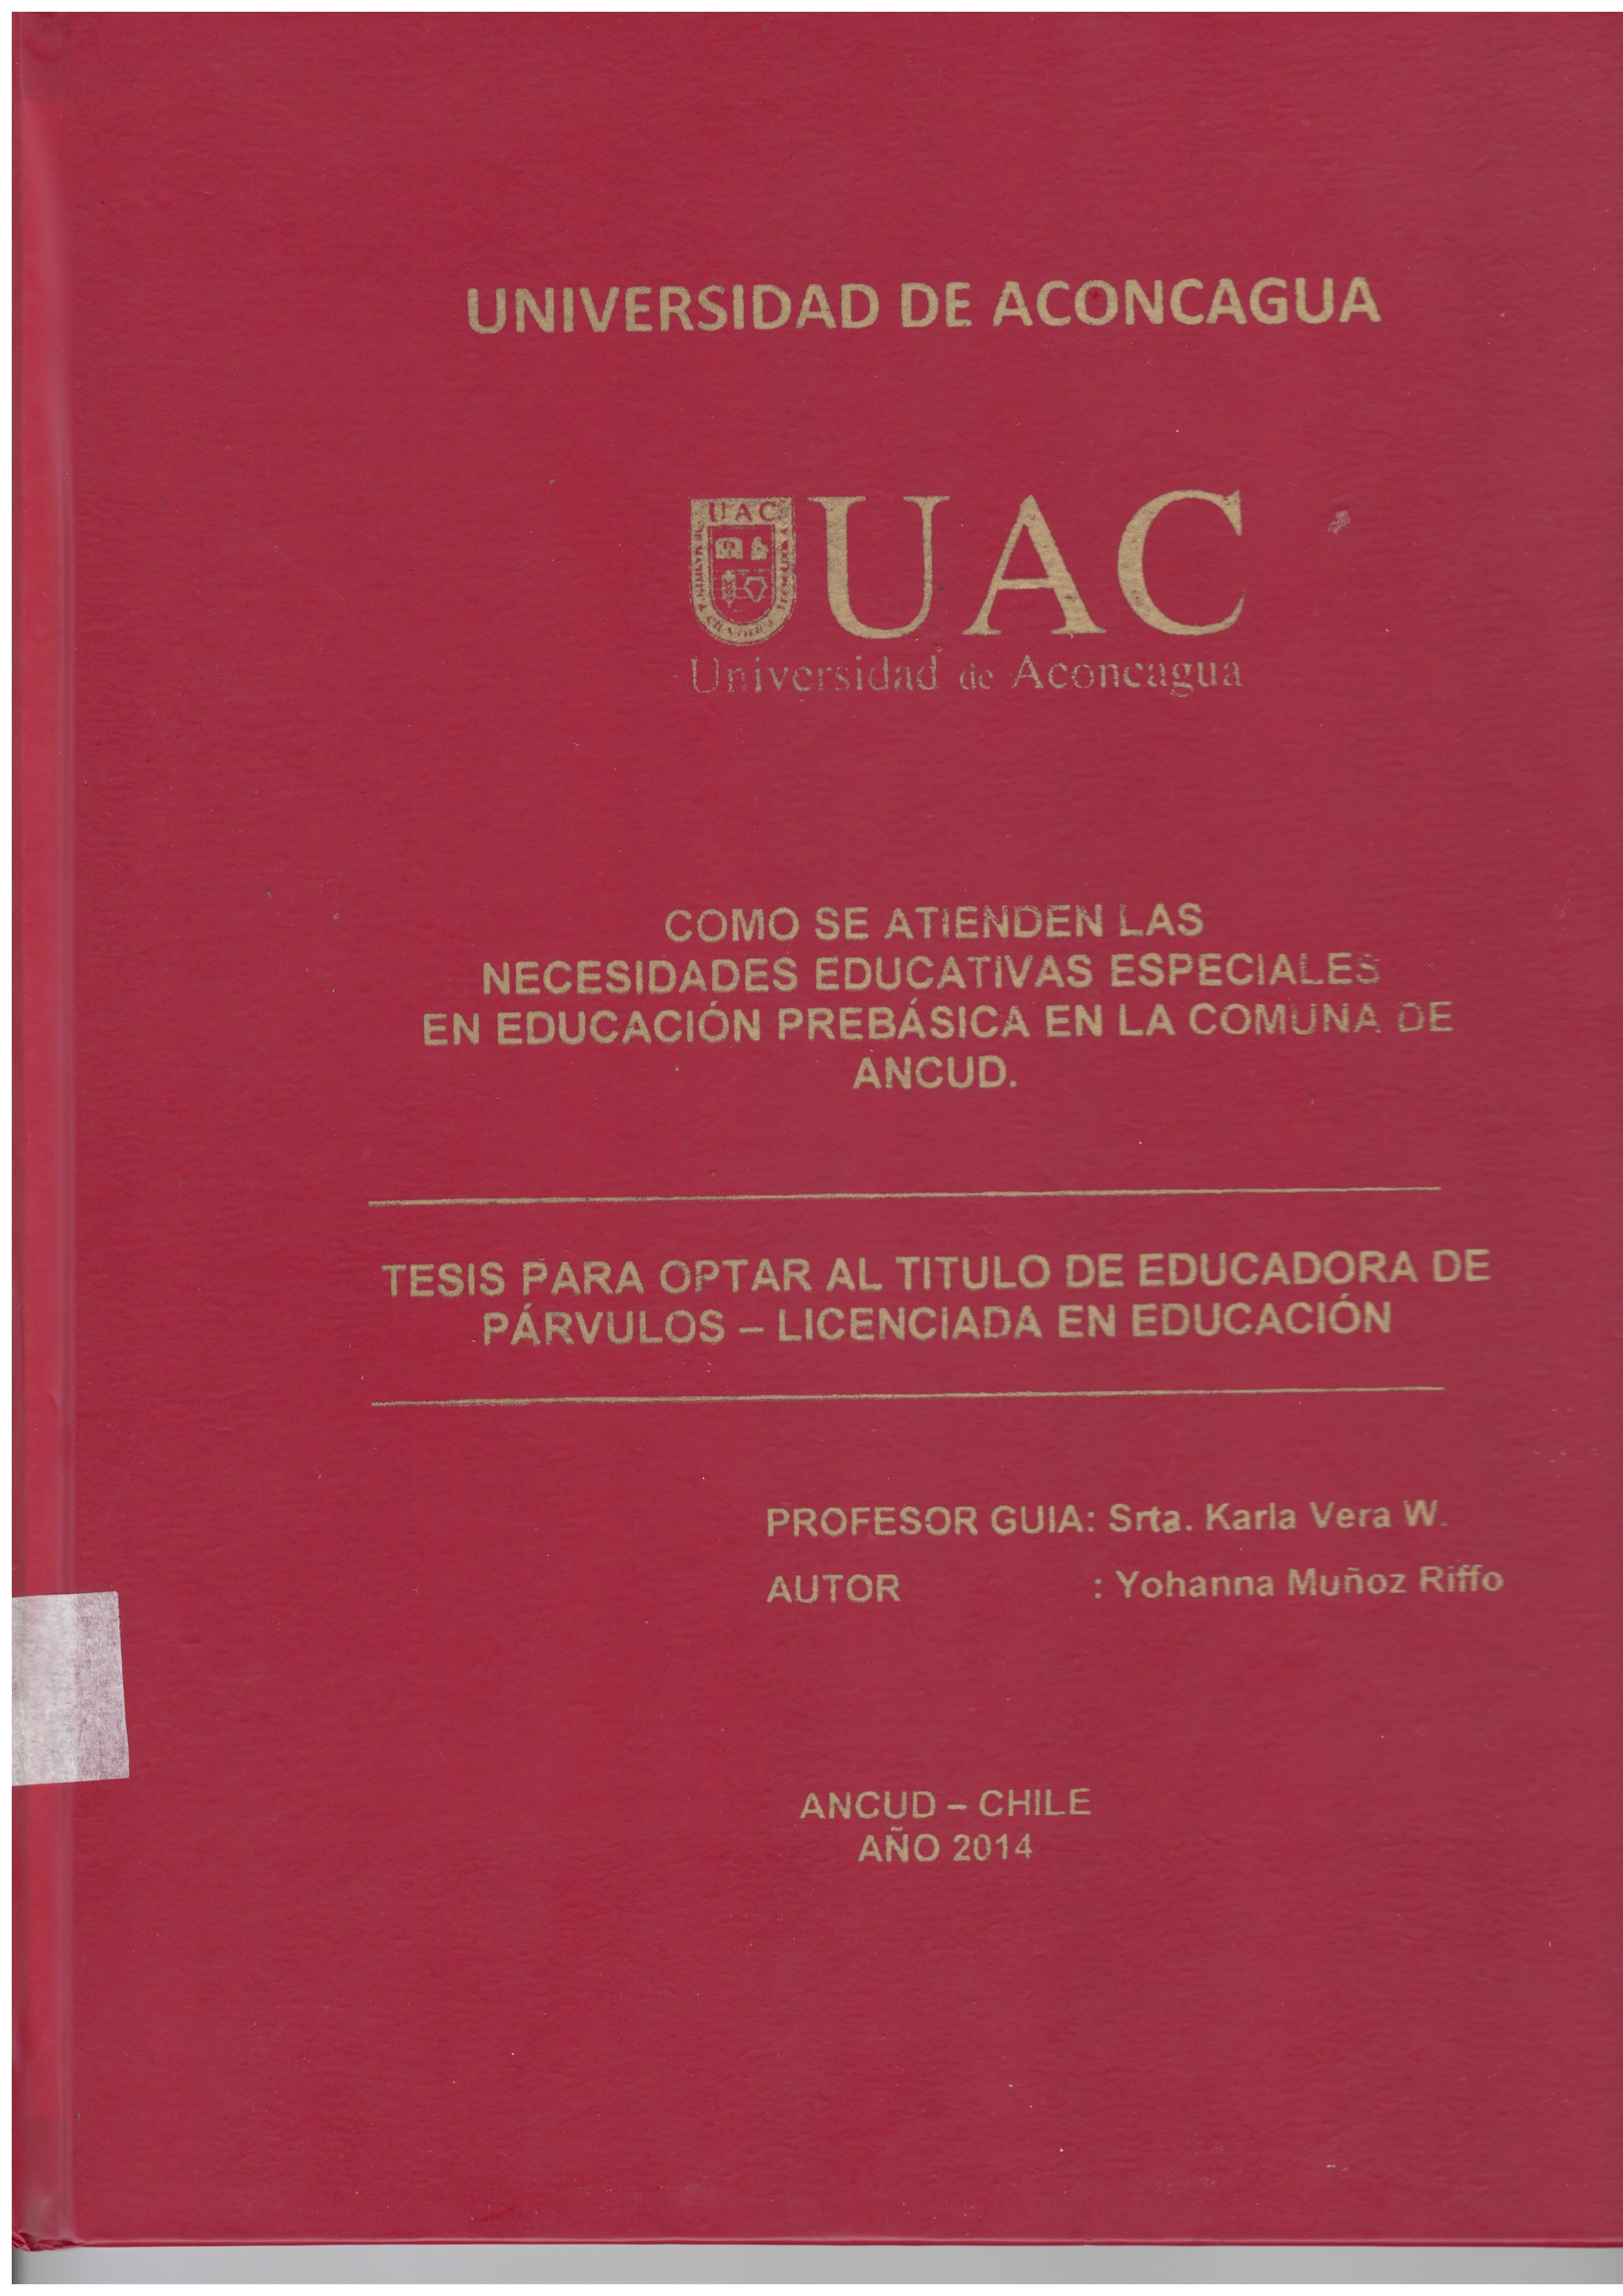 UNIVERSIDAD DE ACONCAGUA
UAC
UAC
Universidad de Aconcagua
COMO SE ATIENDEN LAS
NECESIDADES EDUCATIVAS ESPECIALES
EN EDUCACIÓN PREBÁSICA EN LA COMUNA DE
ANCUD.
TESIS PARA OPTAR AL TITULO DE EDUCADORA DE
PÁRVULOS – LICENCIADA EN EDUCACIÓN
PROFESOR GUIA: Srta. Karla Vera W.
AUTOR : Yohanna Muñoz Riffo
ANCUD – CHILE
AÑO 2014